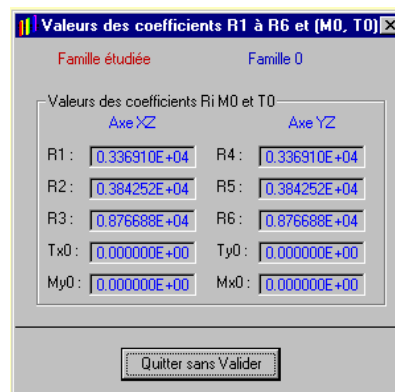 Valeurs des coefficients R1 à R6 et (M0, T0)
Famille étudiée Famille 0
Valeurs des coefficients Ri M0 et T0
Axe XZ Axe YZ
R1 : 0.336910E+04 R4 : 0.336910E+04
R2 : 0.384252E+04 R5 : 0.384252E+04
R3 : 0.876688E+04 R6 : 0.876688E+04
Tx0 : 0.000000E+00 Ty0 : 0.000000E+00
My0 : 0.000000E+00 Mx0 : 0.000000E+00
Quitter sans Valider